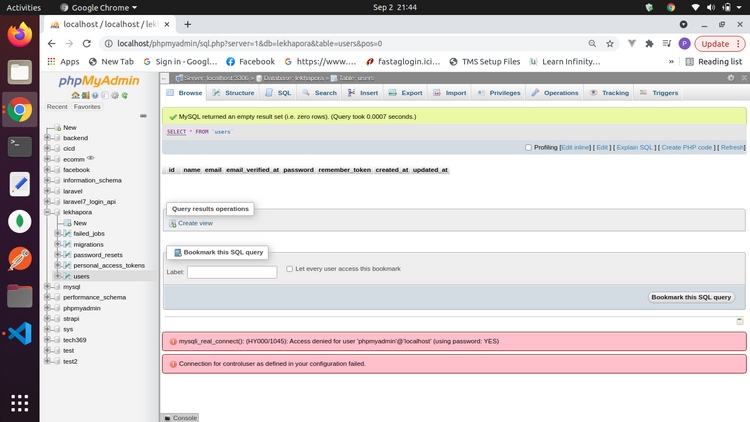 Activities
Google Chrome
Sep 2 21:44
localhost / localhost / lekh
localhost/phpmyadmin/sql.php?server=1&db=lekhapora&table=users&pos=0
P
Update
Apps
New Tab
Sign in - Googl...
Facebook
https://www....
fastaglogin.ici...
TMS Setup Files
Learn Infinity...
»
Reading list
phpMyAdmin
Recent
Favorites
New
backend
cicd
ecomm
facebook
information_schema
laravel
laravel7_login_api
lekhapora
New
failed_jobs
migrations
password_resets
personal_access_tokens
users
mysql
performance_schema
phpmyadmin
strapi
sys
tech369
test
test2
Server: localhost:3306 » Database: lekhapora » Table: users
Browse
Structure
SQL
Search
Insert
Export
Import
Privileges
Operations
Tracking
Triggers
MySQL returned an empty result set (i.e. zero rows). (Query took 0.0007 seconds.)
SELECT * FROM `users`
Profiling [Edit inline] [ Edit ] [ Explain SQL ] [ Create PHP code ] [ Refresh]
id name email email_verified_at password remember_token created_at updated_at
Query results operations
Create view
Bookmark this SQL query
Label:
Let every user access this bookmark
Bookmark this SQL query
mysqli_real_connect(): (HY000/1045): Access denied for user 'phpmyadmin'@'localhost' (using password: YES)
Connection for controluser as defined in your configuration failed.
Console